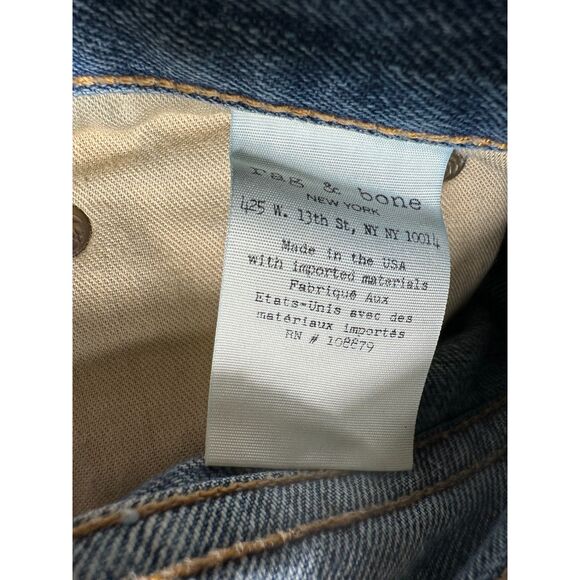 rag & bone
NEW YORK
425 W. 13th St, NY NY 10014
Made in the USA
with imported materials
Fabriqué Aux
Etats-Unis avec des
matériaux importés
RN # 108879